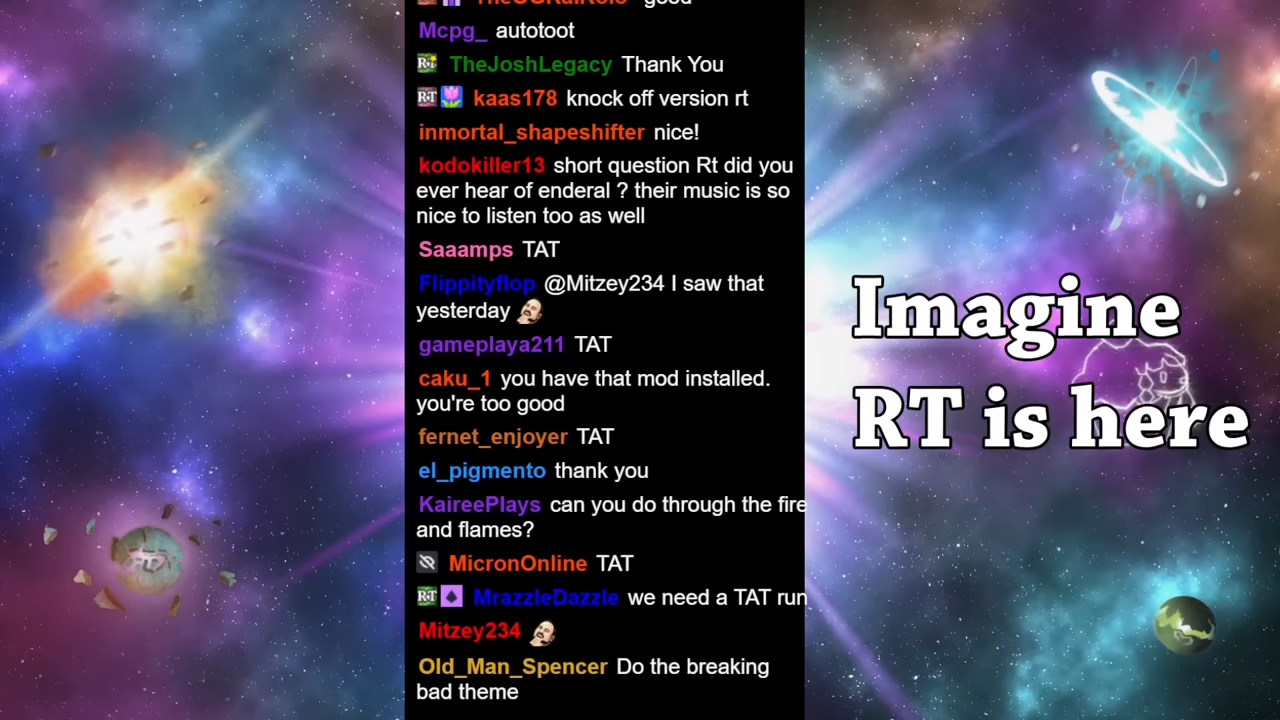 TheOGKaiRolo good
Mcpg_ autotoot
TheJoshLegacy Thank You
kaas178 knock off version rt
inmortal_shapeshifter nice!
kodokiller13 short question Rt did you
ever hear of enderal ? their music is so
nice to listen too as well
Saaamps TAT
Flippityflop @Mitzey234 I saw that
yesterday
gameplaya211 TAT
caku_1 you have that mod installed.
you're too good
fernet_enjoyer TAT
el_pigmento thank you
KaireePlays can you do through the fire
and flames?
MicronOnline TAT
MrazzleDazzle we need a TAT run
Mitzey234
Old_Man_Spencer Do the breaking
bad theme
Imagine
RT is here